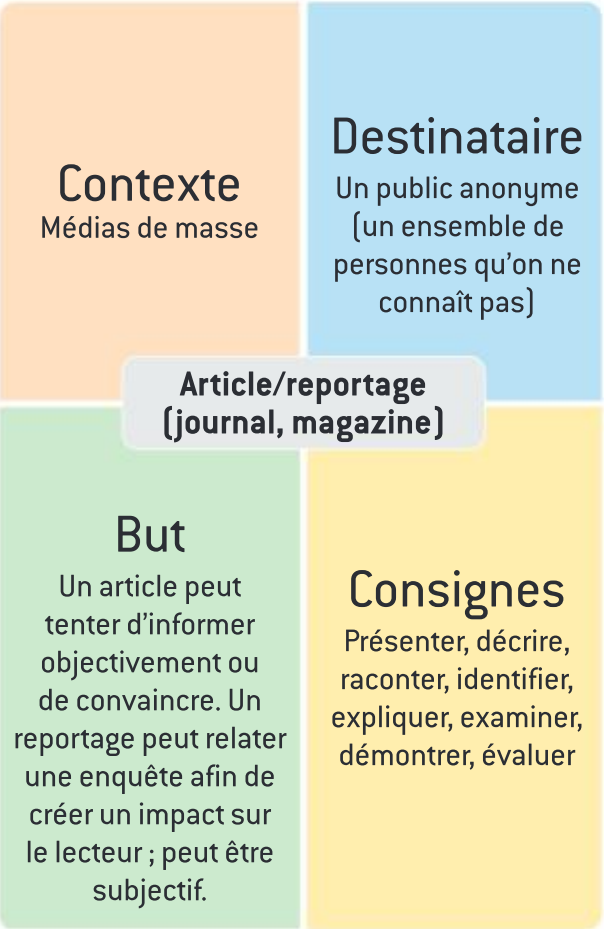 Contexte
Médias de masse
Destinataire
Un public anonyme
(un ensemble de
personnes qu'on ne
connaît pas)
Article/reportage
(journal, magazine)
But
Un article peut
tenter d'informer
objectivement ou
de convaincre. Un
reportage peut relater
une enquête afin de
créer un impact sur
le lecteur ; peut être
subjectif.
Consignes
Présenter, décrire,
raconter, identifier,
expliquer, examiner,
démontrer, évaluer